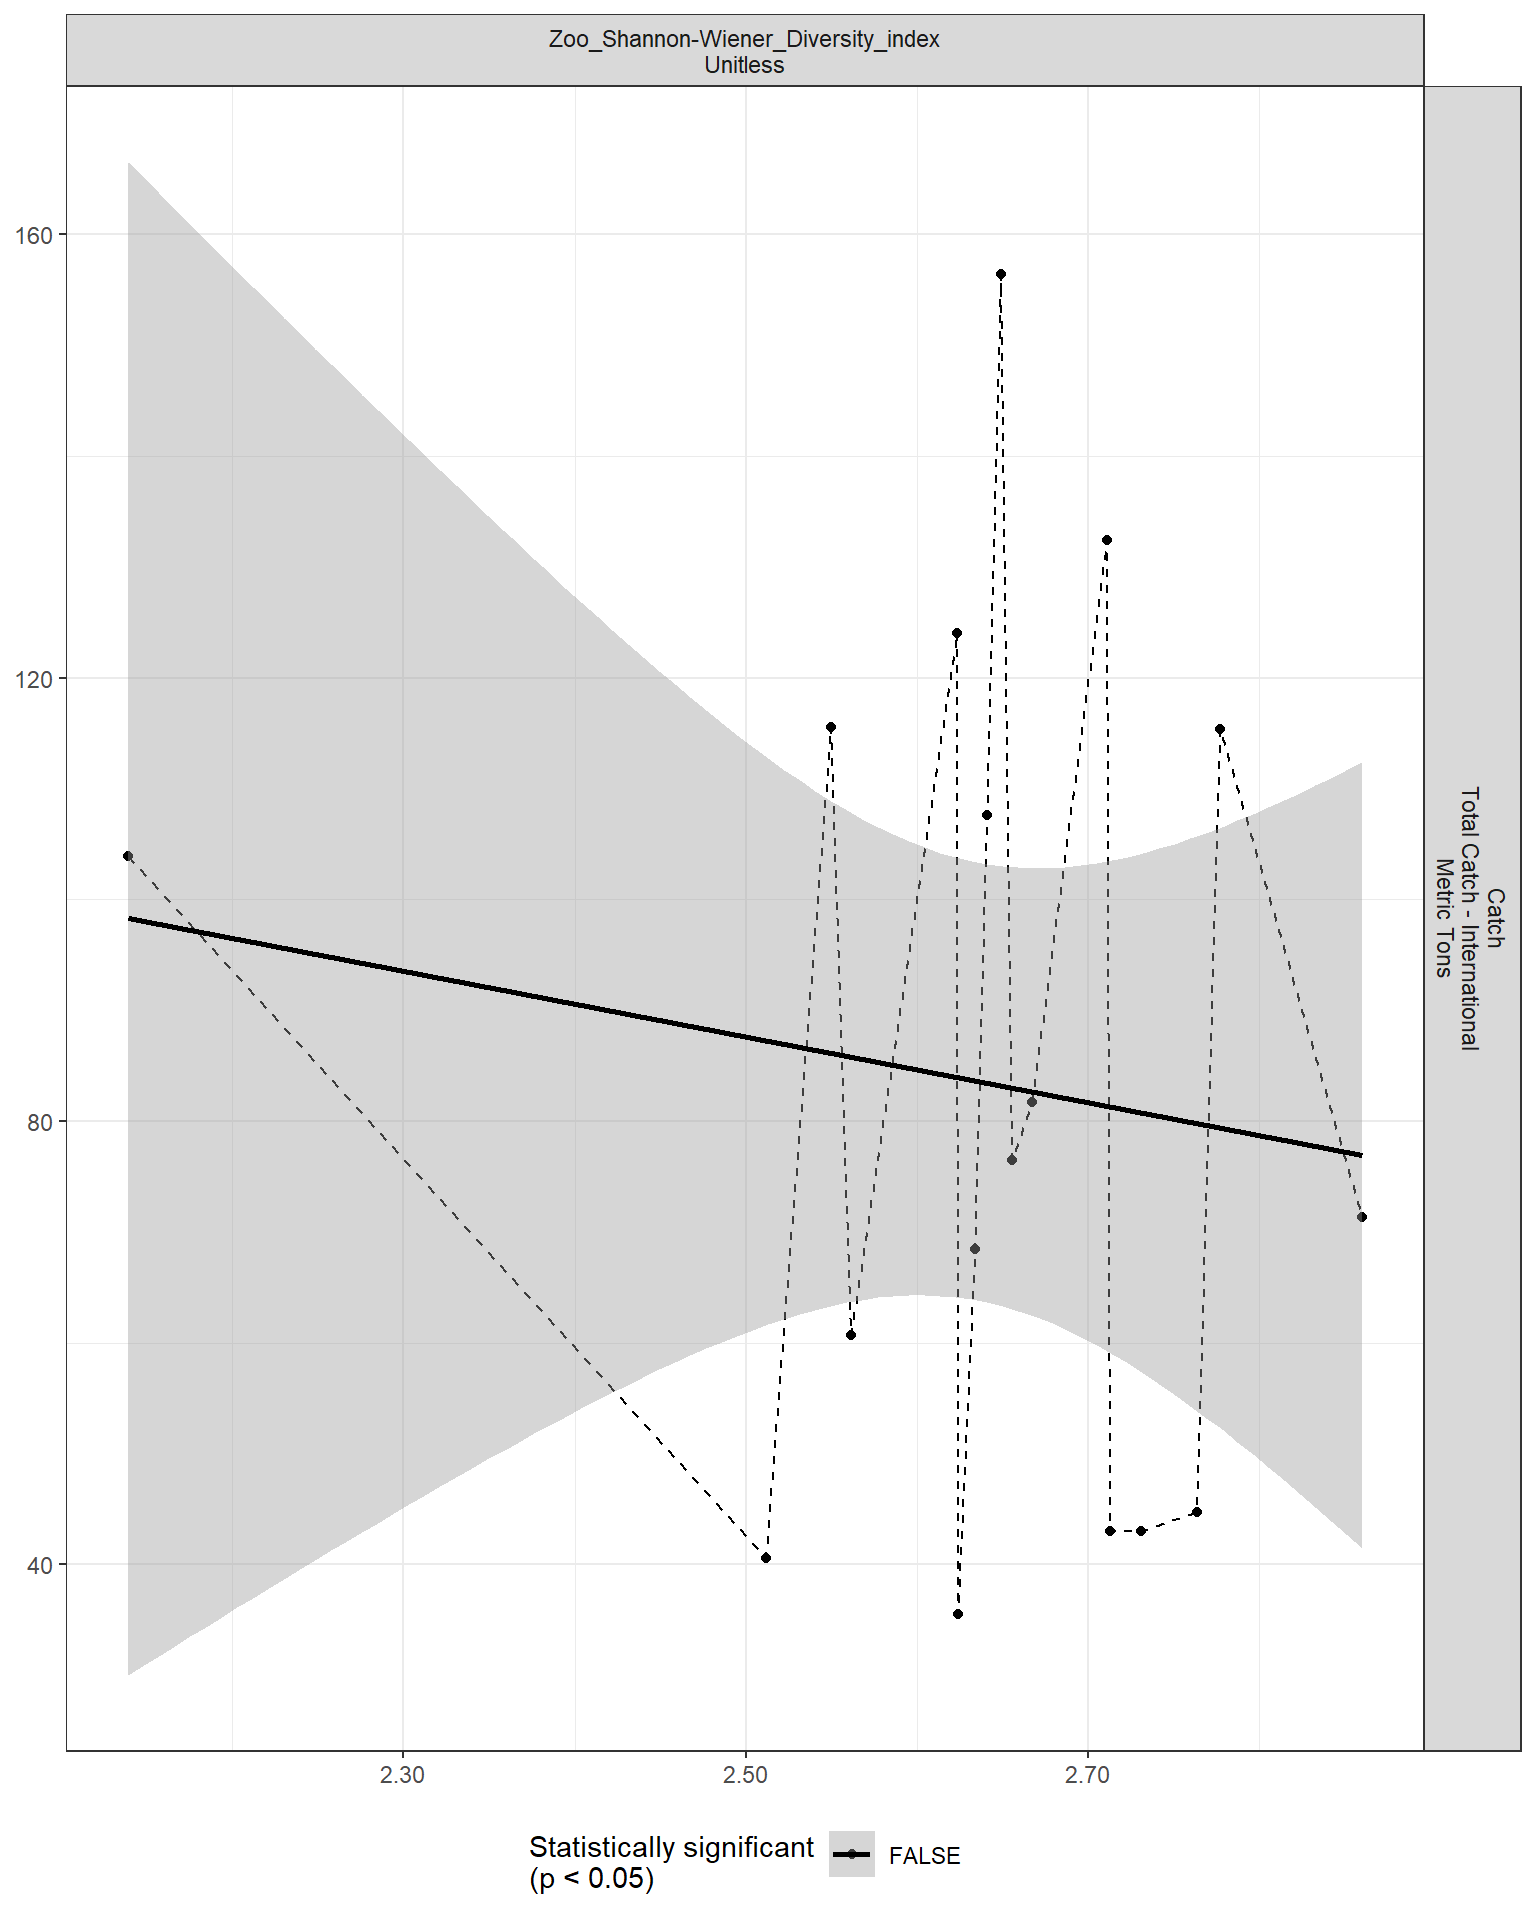 Zoo_Shannon-Wiener_Diversity_index
Unitless
160
120
80
40
Catch
Total Catch - International
Metric Tons
2.30
2.50
2.70
Statistically significant
(p < 0.05)
FALSE